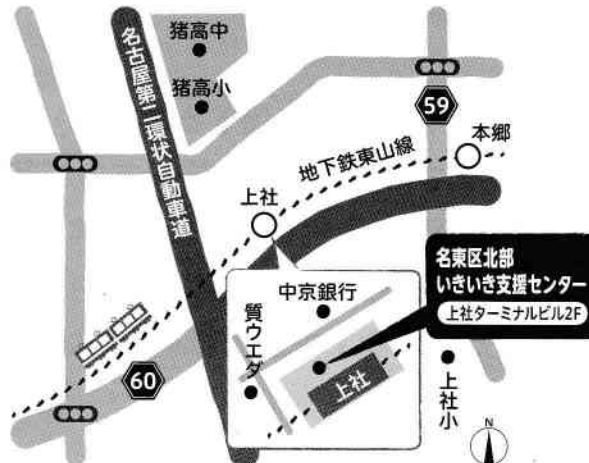 猪高中
猪高小
名古屋第二環状自動車道
59
本郷
地下鉄東山線
上社
名東区北部
いきいき支援センター
上社ターミナルビル2F
中京銀行
質ウエダ
上社
上社小
60
N